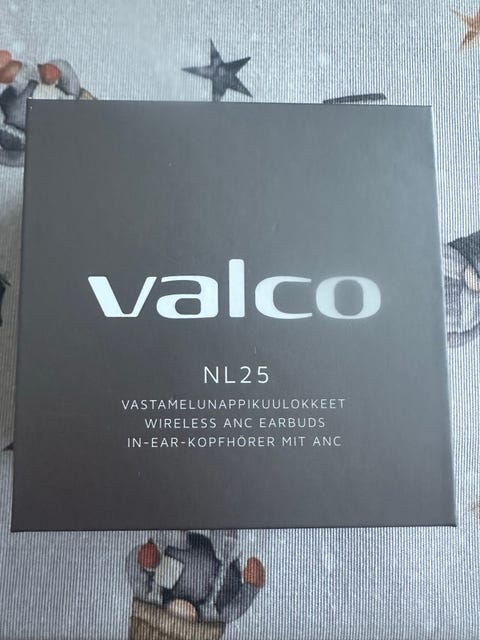 valco
NL25
VASTAMELUNAPPIKUULOKKEET
WIRELESS ANC EARBUDS
IN-EAR-KOPFHÖRER MIT ANC